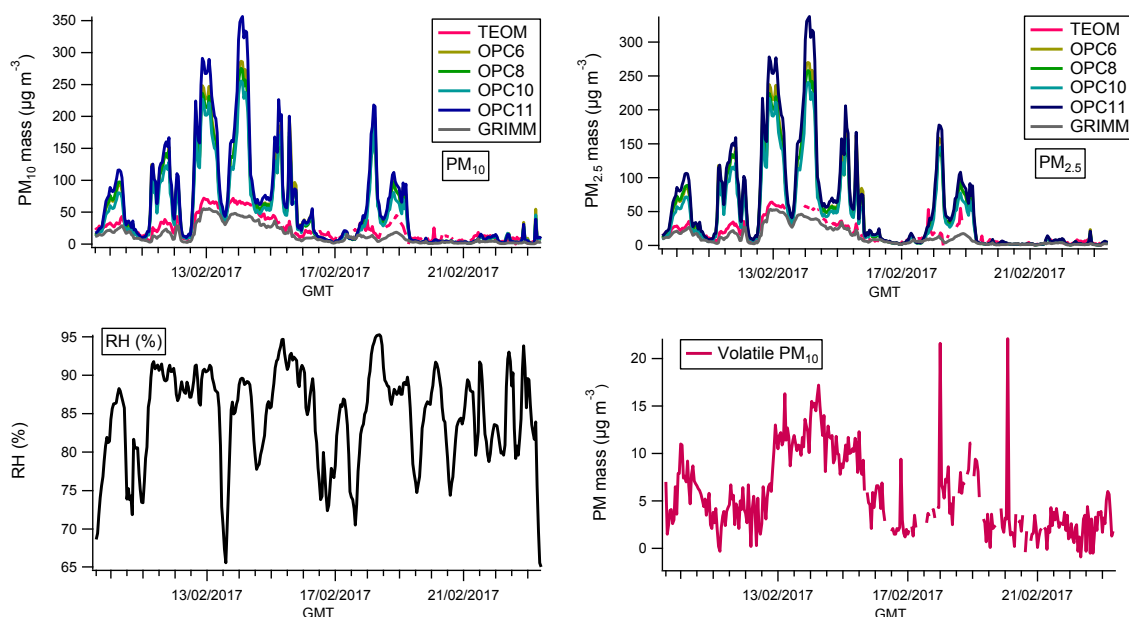 PM10 mass (µg m⁻³)
350
300
250
200
150
100
50
0
TEOM
OPC6
OPC8
OPC10
OPC11
GRIMM
PM10
13/02/2017
17/02/2017
21/02/2017
GMT
PM2.5 mass (µg m⁻³)
300
250
200
150
100
50
0
TEOM
OPC6
OPC8
OPC10
OPC11
GRIMM
PM2.5
13/02/2017
17/02/2017
21/02/2017
GMT
RH (%)
95
90
85
80
75
70
65
RH (%)
13/02/2017
17/02/2017
21/02/2017
GMT
PM mass (µg m⁻³)
20
15
10
5
0
Volatile PM10
13/02/2017
17/02/2017
21/02/2017
GMT